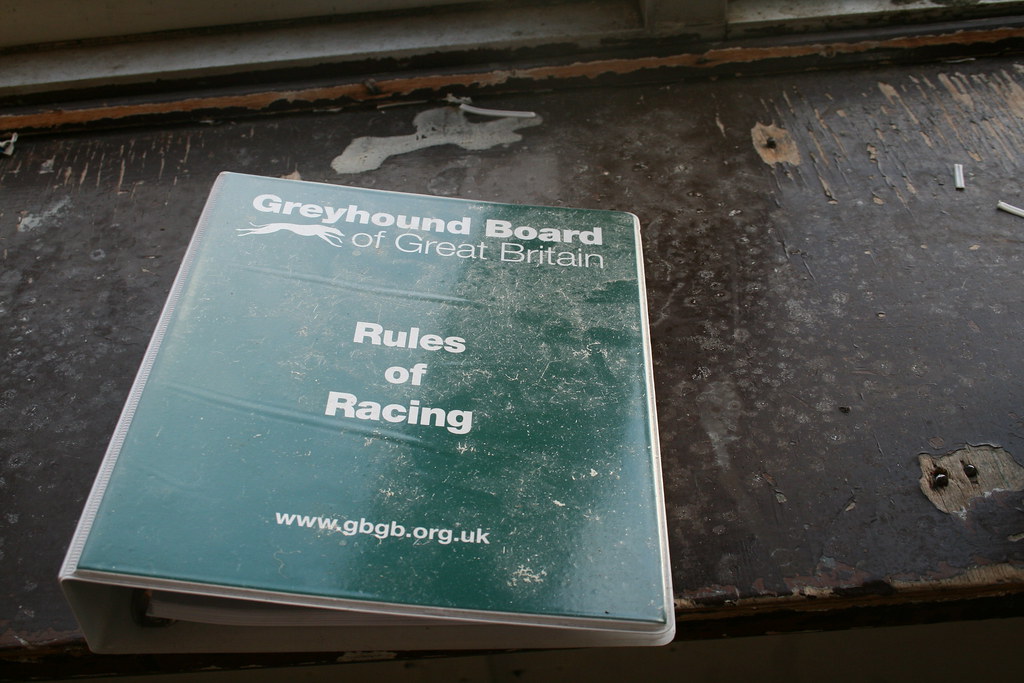 Greyhound Board
of Great Britain
Rules
of
Racing
www.gbgb.org.uk